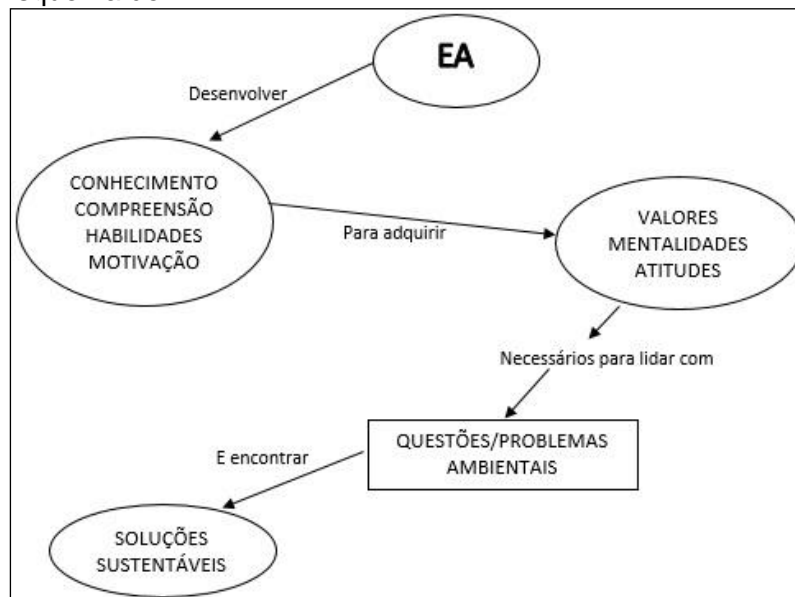 EA
Desenvolver
CONHECIMENTO
COMPREENSÃO
HABILIDADES
MOTIVAÇÃO
Para adquirir
VALORES
MENTALIDADES
ATITUDES
Necessários para lidar com
QUESTÕES/PROBLEMAS
AMBIENTAIS
E encontrar
SOLUÇÕES
SUSTENTÁVEIS